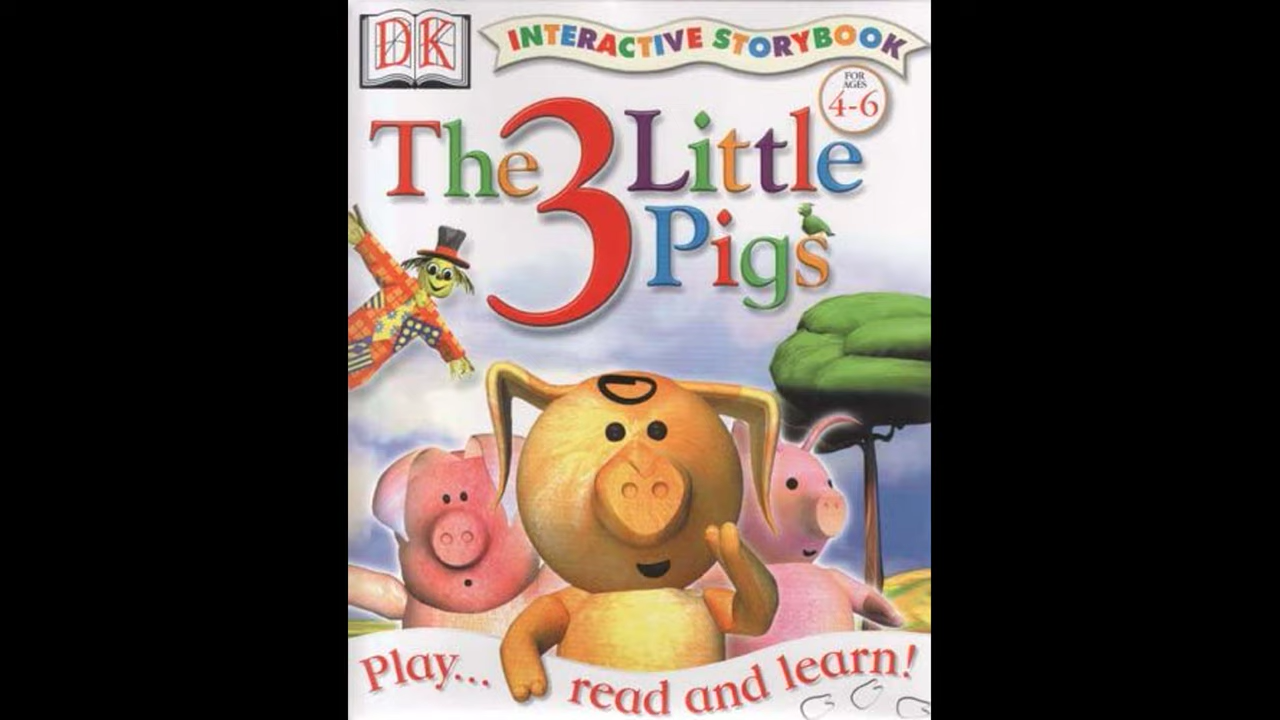 DK
INTERACTIVE STORYBOOK
FOR
AGES
4-6
The 3 Little
Pigs
Play... read and learn!